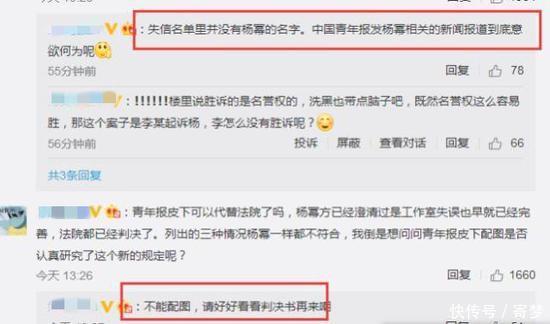 ：失信名单里并没有杨幂的名字。中国青年报发杨幂相关的新闻报道到底意
欲何为呢
55分钟前
回复
78
：!!!!!!楼里说胜诉的是名誉权的，洗黑也带点脑子吧，既然名誉权这么容易
胜，那这个案子是李某起诉杨，李怎么没有胜诉呢？
56分钟前
投诉
屏蔽
查看对话
回复
66
共3条回复
：青年报皮下可以代替法院了吗，杨幂方已经澄清过是工作室失误也早就已经完
善，法院都已经判决了。列出的三种情况杨幂一样都不符合，我倒是想问问青年报皮下配图是否
认真研究了这个新的规定呢？
今天 13:26
回复
1660
：不能配图，请好好看看判决书再来嘲
今天 13:29
快传号/寄梦